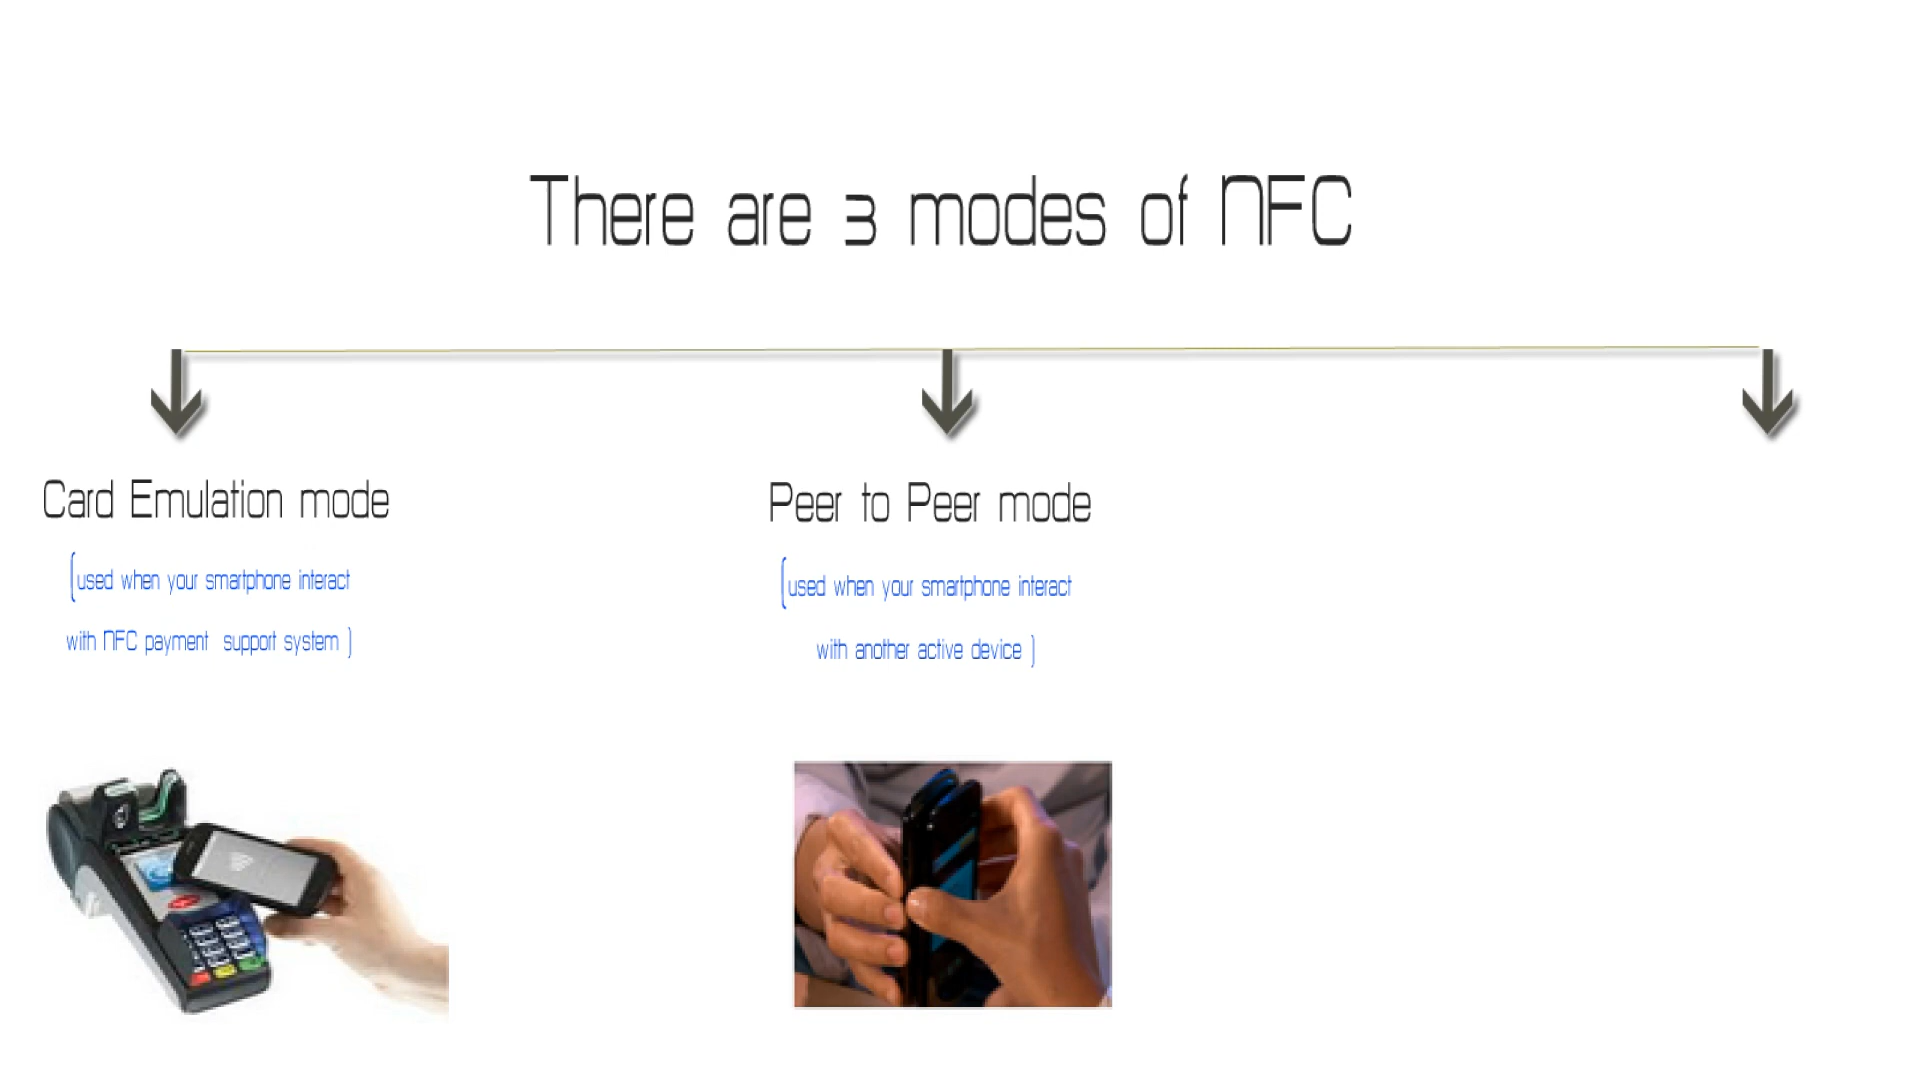 There are 3 modes of NFC
Card Emulation mode
(used when your smartphone interact
with NFC payment support system )
Peer to Peer mode
(used when your smartphone interact
with another active device )